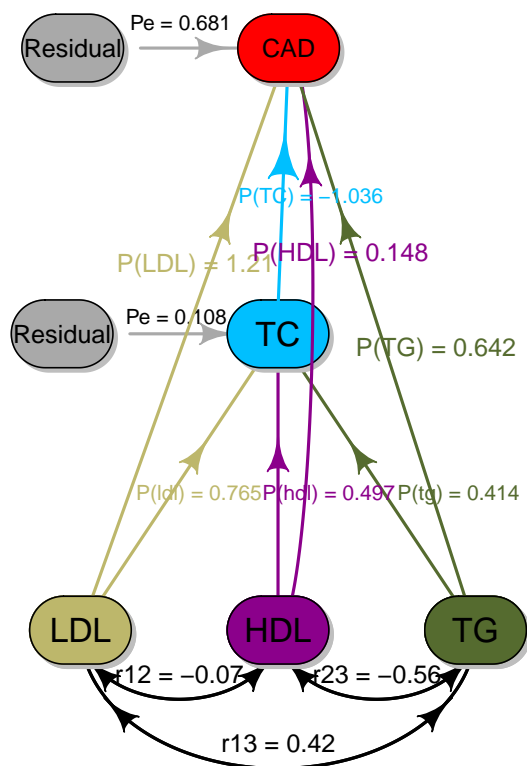 Pe = 0.681
Residual
CAD
P(TC) = −1.036
P(HDL) = 0.148
P(LDL) = 1.21
Pe = 0.108
Residual
TC
P(TG) = 0.642
P(ldl) = 0.765
P(hdl) = 0.497
P(tg) = 0.414
LDL
HDL
TG
r12 = −0.07
r23 = −0.56
r13 = 0.42